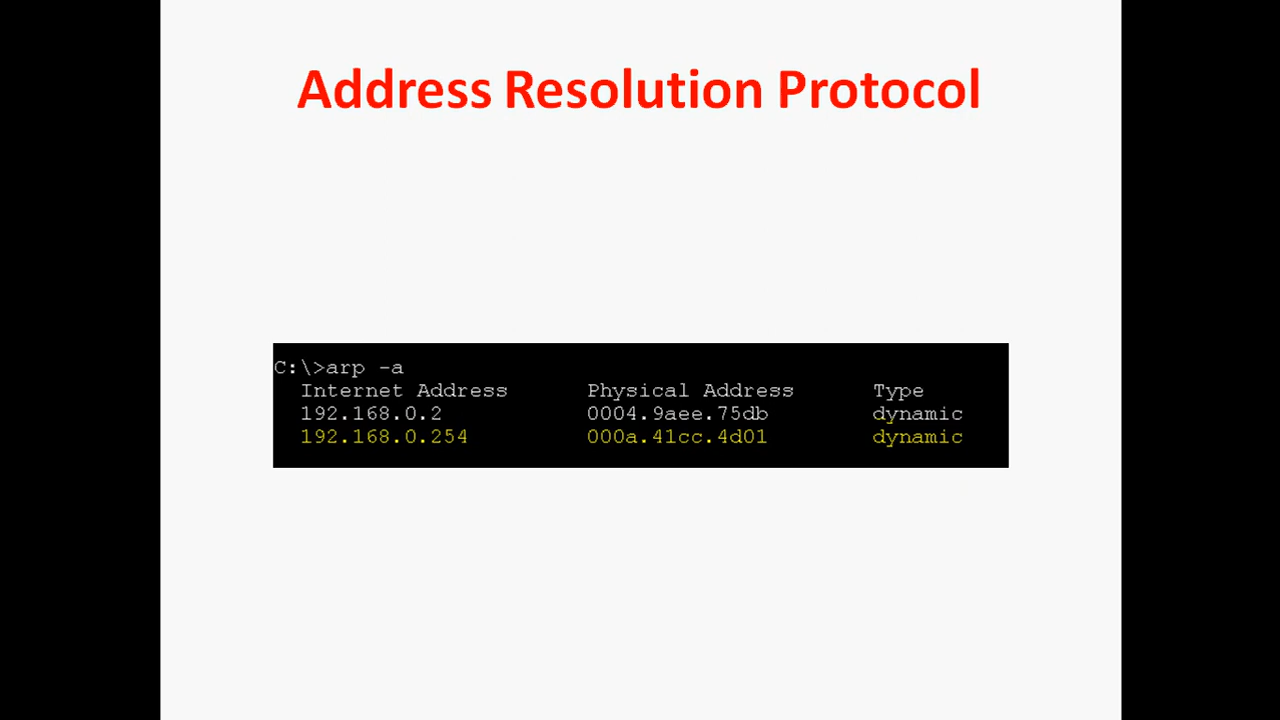 Address Resolution Protocol
C:\>arp -a
Internet Address Physical Address Type
192.168.0.2 0004.9aee.75db dynamic
192.168.0.254 000a.41cc.4d01 dynamic